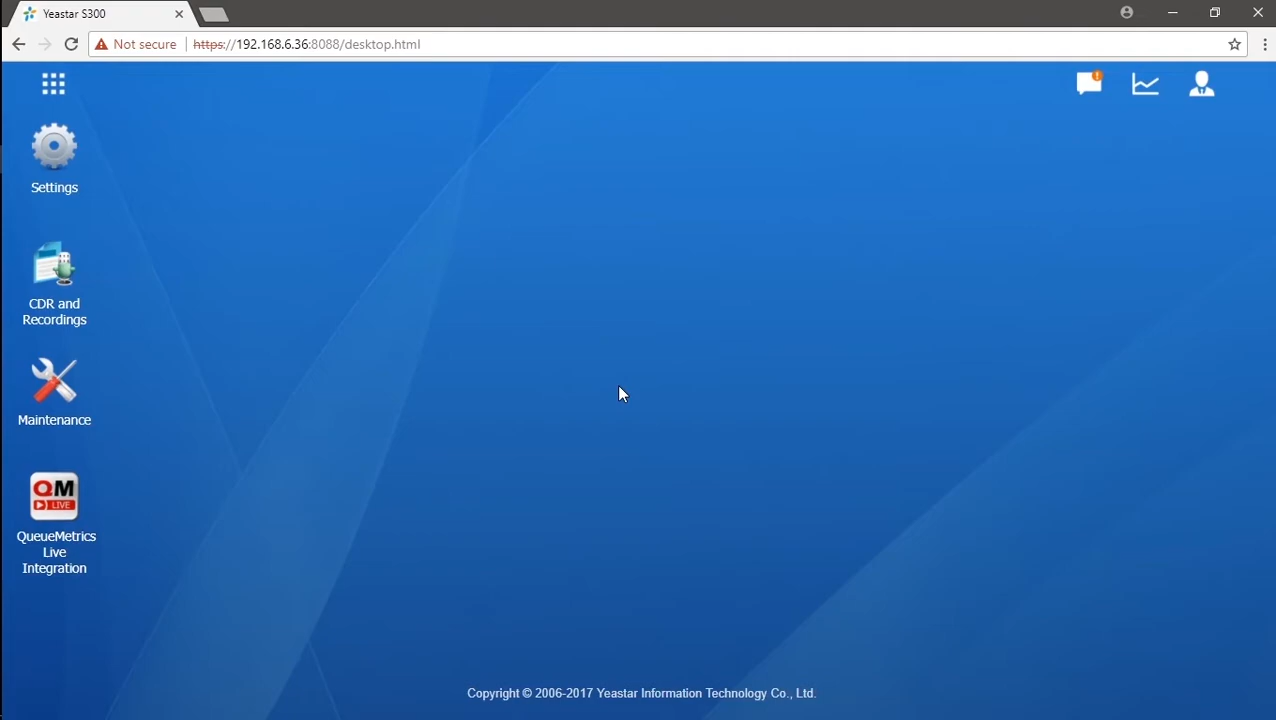 Yeastar S300
Not secure
https://192.168.6.36:8088/desktop.html
Settings
CDR and
Recordings
Maintenance
QM
LIVE
QueueMetrics
Live
Integration
Copyright © 2006-2017 Yeastar Information Technology Co., Ltd.